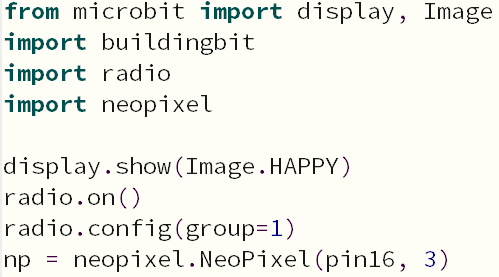 from microbit import display, Image
import buildingbit
import radio
import neopixel
display.show(Image.HAPPY)
radio.on()
radio.config(group=1)
np = neopixel.NeoPixel(pin16, 3)